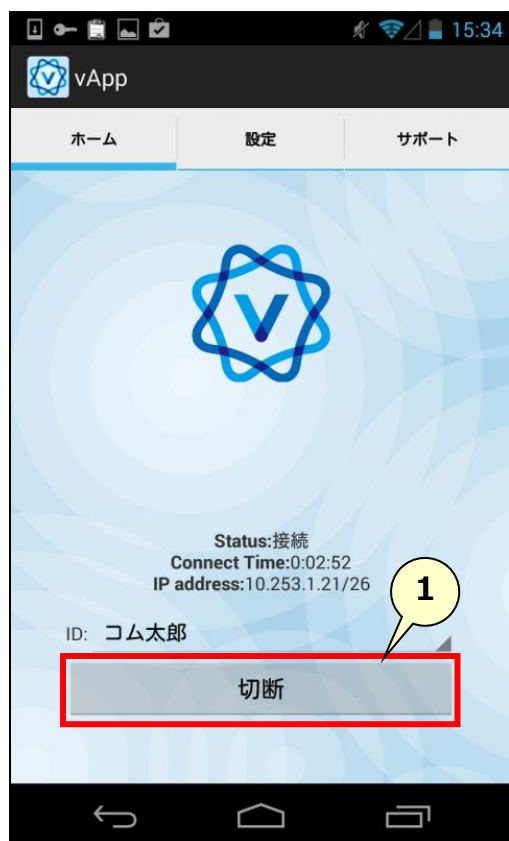 15:34
vApp
ホーム 設定 サポート
V
Status:接続
Connect Time:0:02:52
IP address:10.253.1.21/26
1
ID: コム太郎
切断